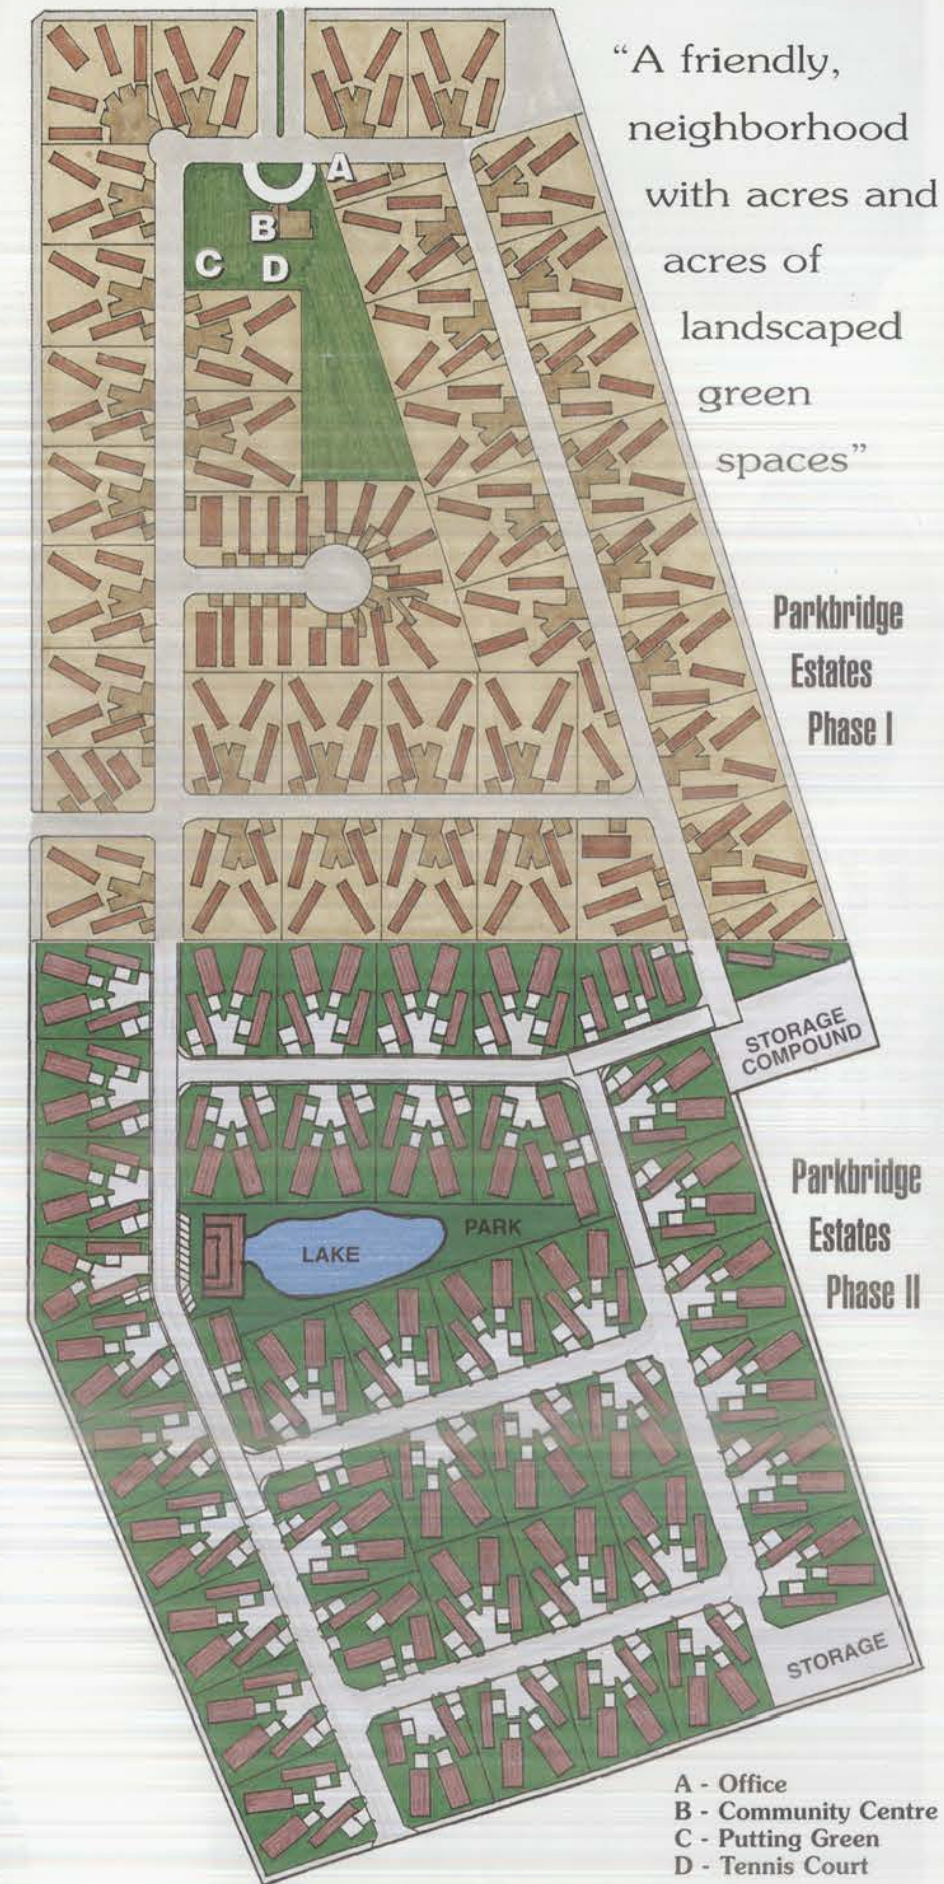 “A friendly,
neighborhood
with acres and
acres of
landscaped
green
spaces”
A
B
C D
Parkbridge
Estates
Phase I
STORAGE
COMPOUND
Parkbridge
Estates
Phase II
PARK
LAKE
STORAGE
A - Office
B - Community Centre
C - Putting Green
D - Tennis Court